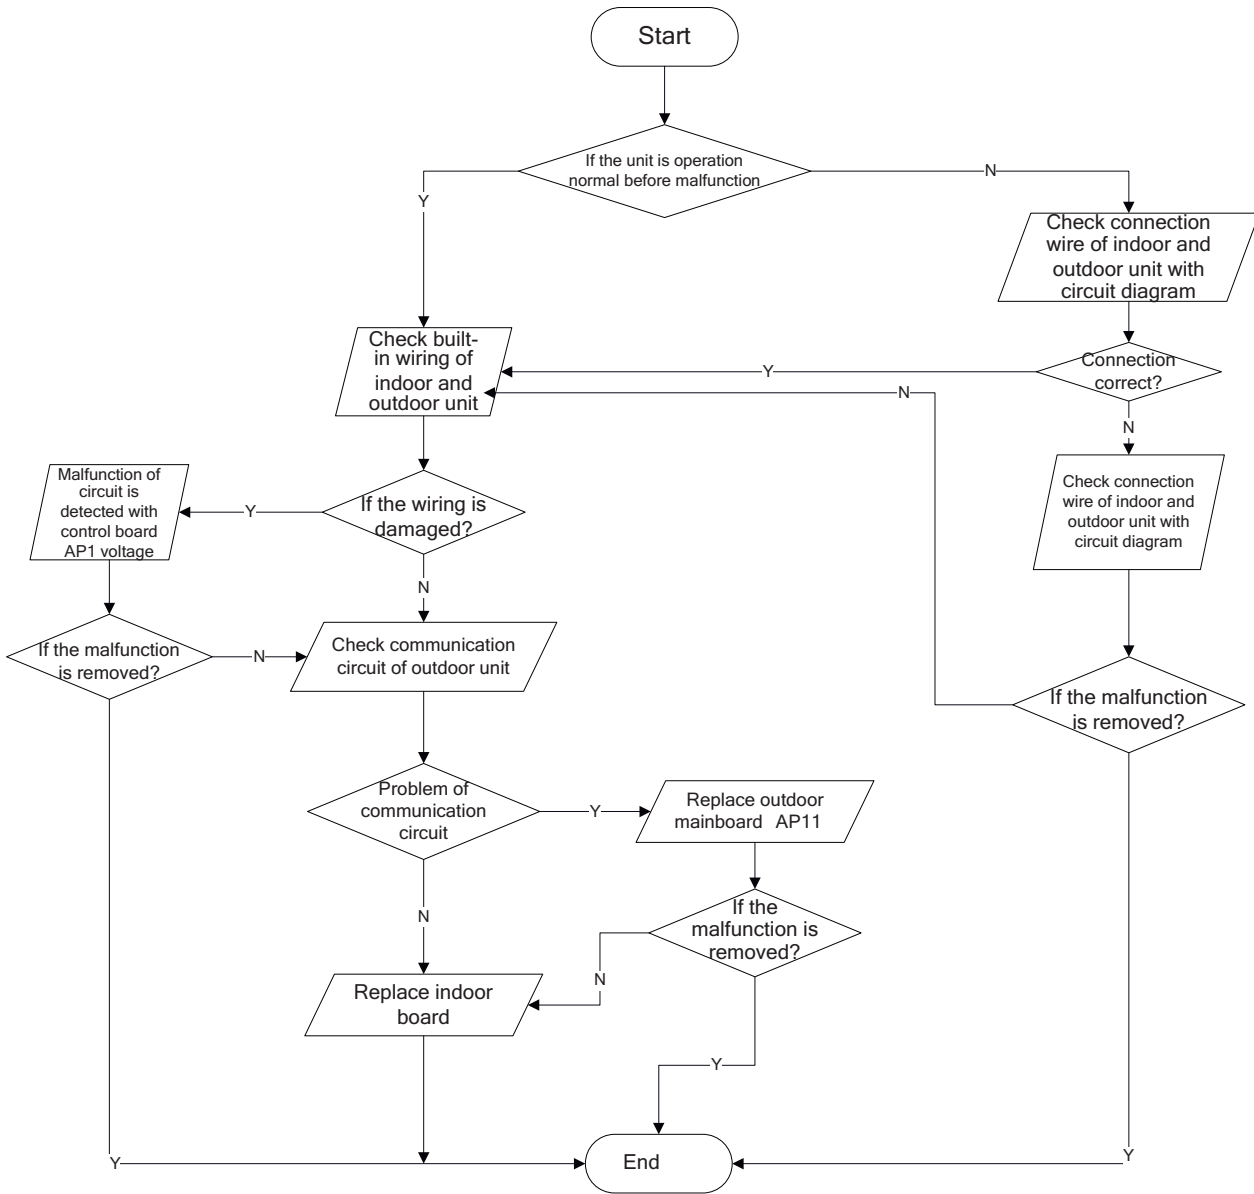 Start
If the unit is operation
normal before malfunction
N
Y
Check connection
wire of indoor and
outdoor unit with
circuit diagram
Check built-
in wiring of
indoor and
outdoor unit
Y
Connection
correct?
N
N
Malfunction of
circuit is
detected with
control board
AP1 voltage
Y
If the wiring is
damaged?
Check connection
wire of indoor and
outdoor unit with
circuit diagram
N
If the malfunction
is removed?
N
Check communication
circuit of outdoor unit
If the malfunction
is removed?
Problem of
communication
circuit
Y
Replace outdoor
mainboard AP11
N
If the
malfunction is
removed?
N
Replace indoor
board
Y
Y
End
Y